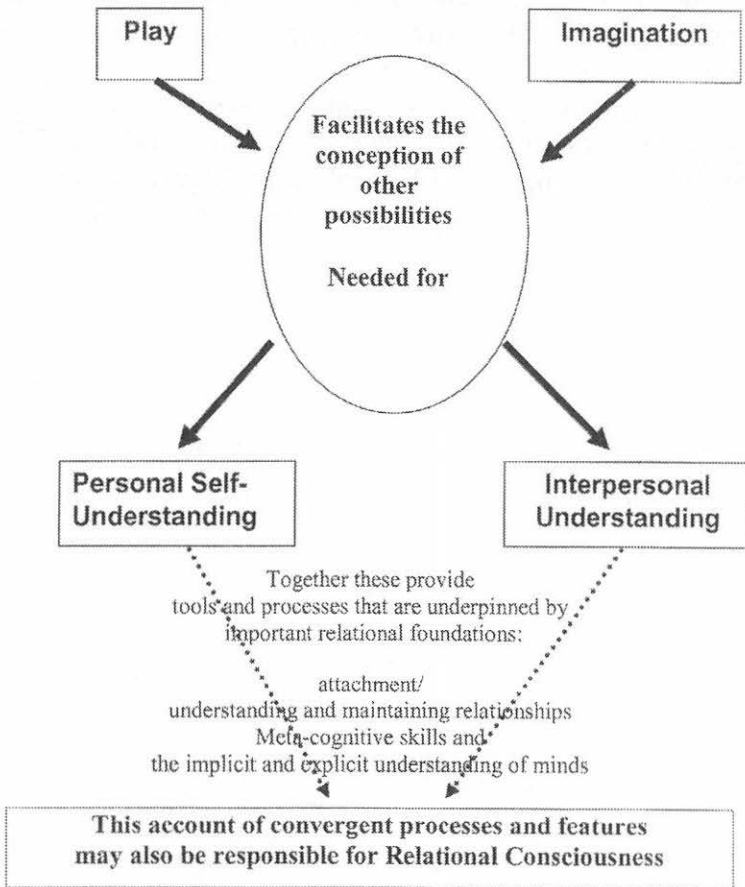 Play
Imagination
Facilitates the
conception of
other
possibilities
Needed for
Personal Self-
Understanding
Interpersonal
Understanding
Together these provide
tools and processes that are underpinned by
important relational foundations:
attachment/
understanding and maintaining relationships
Meta-cognitive skills and
the implicit and explicit understanding of minds
This account of convergent processes and features
may also be responsible for Relational Consciousness